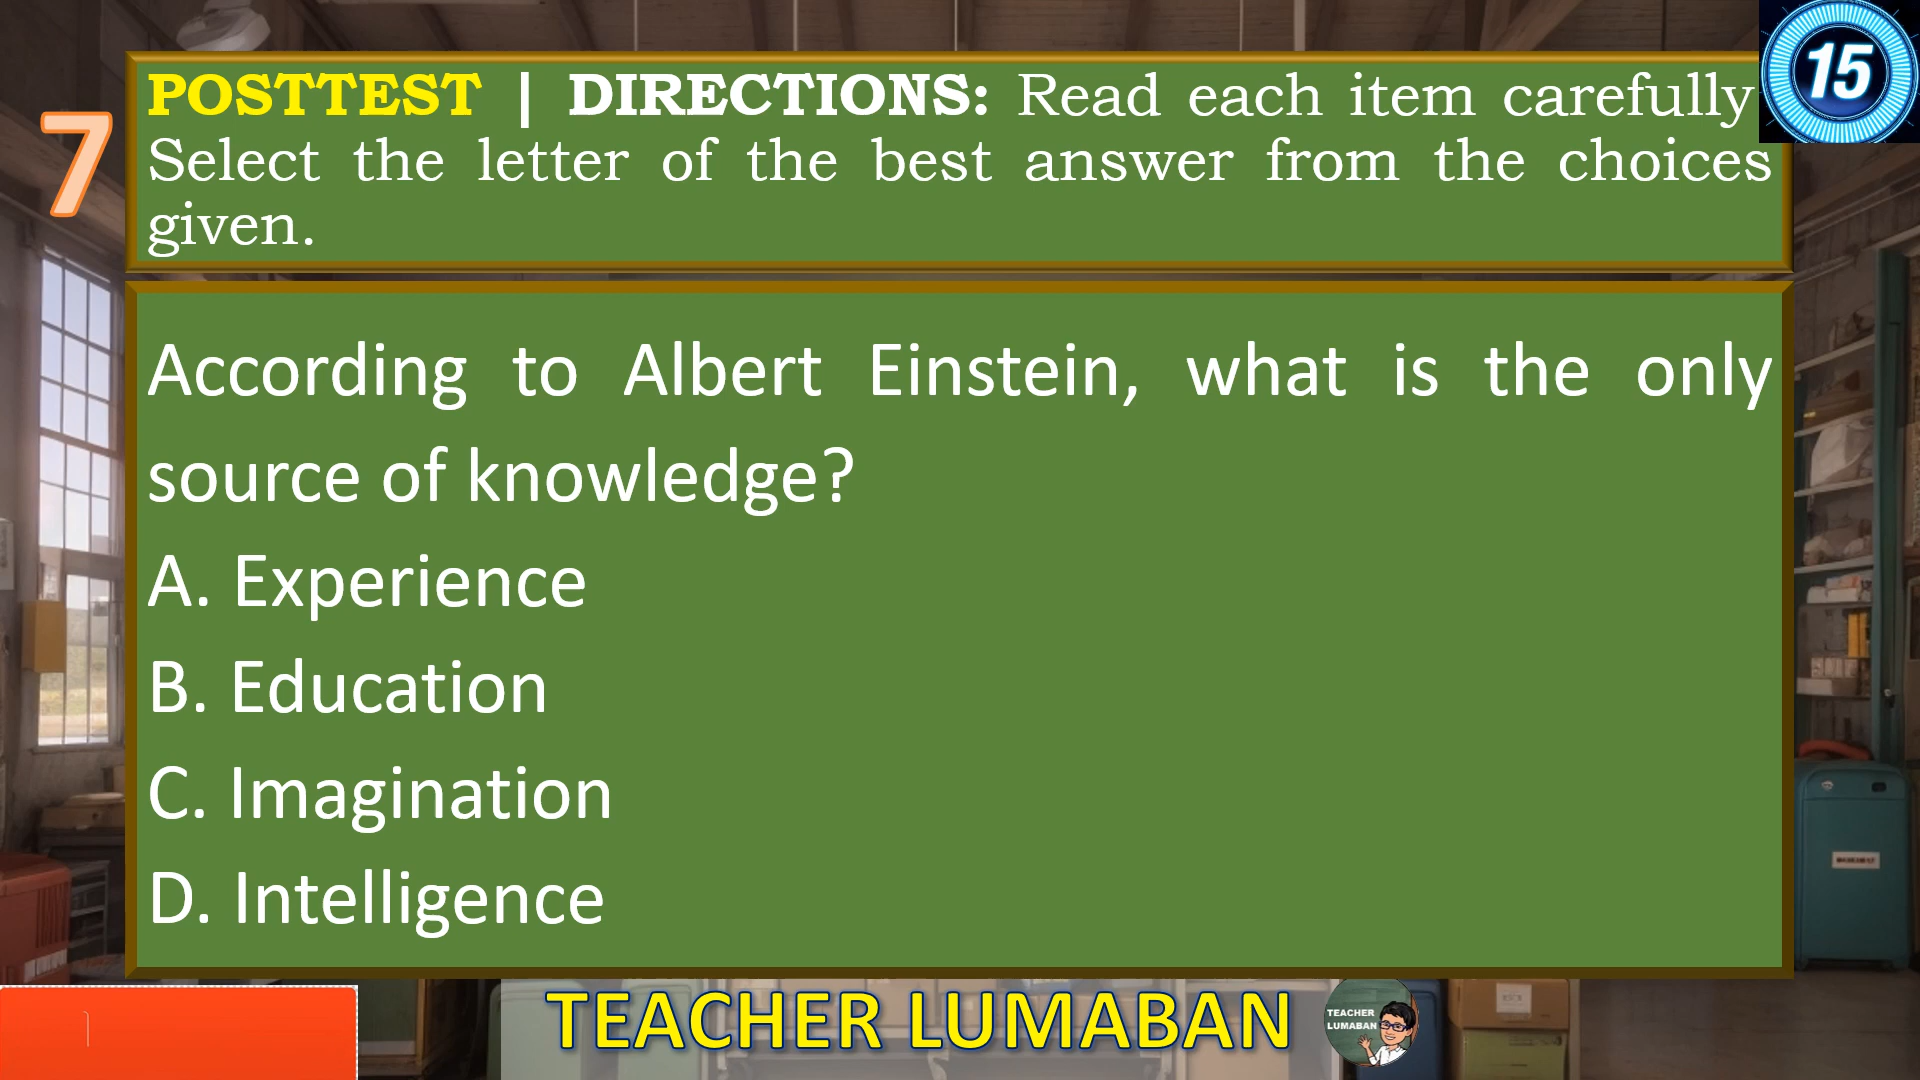 15
7
POSTTEST | DIRECTIONS: Read each item carefully
Select the letter of the best answer from the choices
given.
According to Albert Einstein, what is the only
source of knowledge?
A. Experience
B. Education
C. Imagination
D. Intelligence
TEACHER LUMABAN
TEACHER
LUMABAN